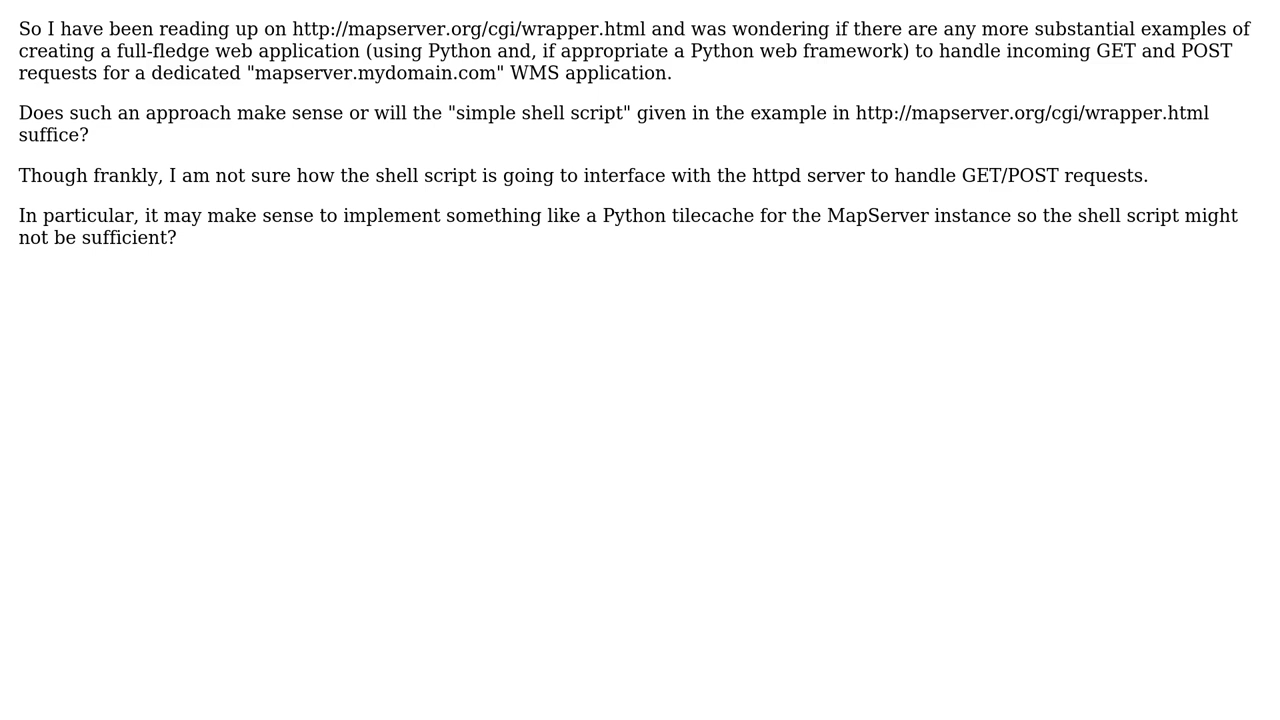 So I have been reading up on http://mapserver.org/cgi/wrapper.html and was wondering if there are any more substantial examples of
creating a full-fledge web application (using Python and, if appropriate a Python web framework) to handle incoming GET and POST
requests for a dedicated "mapserver.mydomain.com" WMS application.
Does such an approach make sense or will the "simple shell script" given in the example in http://mapserver.org/cgi/wrapper.html
suffice?
Though frankly, I am not sure how the shell script is going to interface with the httpd server to handle GET/POST requests.
In particular, it may make sense to implement something like a Python tilecache for the MapServer instance so the shell script might
not be sufficient?